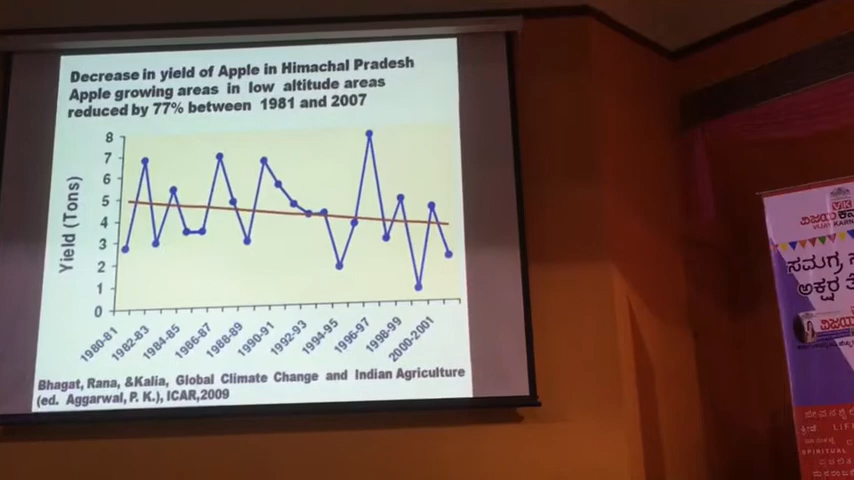 Decrease in yield of Apple in Himachal Pradesh
Apple growing areas in low altitude areas
reduced by 77% between 1981 and 2007
8
7
6
5
4
3
2
1
0
Yield (Tons)
1980-81
1982-83
1984-85
1986-87
1988-89
1990-91
1992-93
1994-95
1996-97
1998-99
2000-2001
Bhagat, Rana, &Kalia, Global Climate Change and Indian Agriculture
(ed. Aggarwal, P. K.), ICAR,2009
VK
ಸಮಗ್ರ
ಅಕ್ಷರ
SPIRITUAL